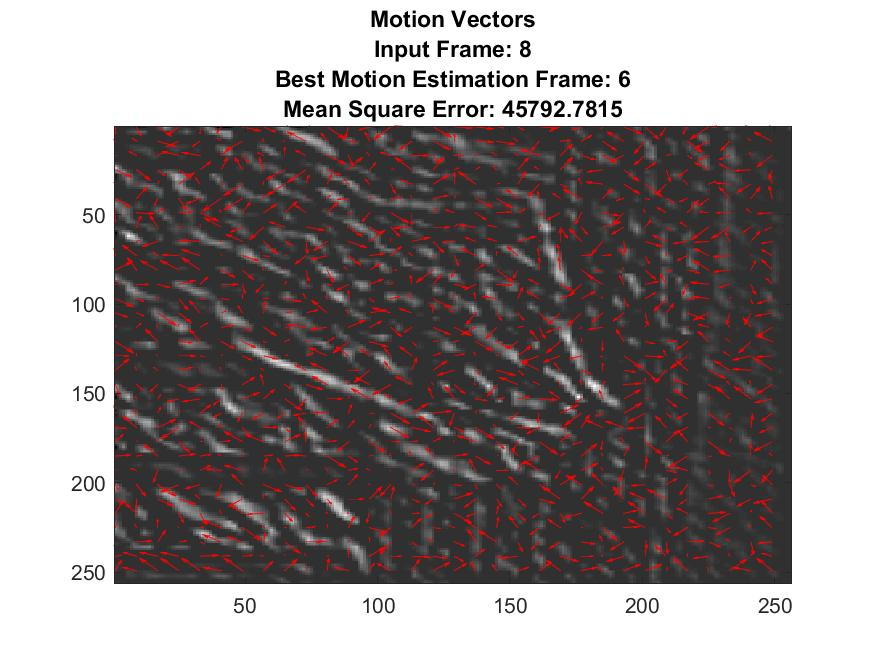 Motion Vectors
Input Frame: 8
Best Motion Estimation Frame: 6
Mean Square Error: 45792.7815
50
100
150
200
250
50
100
150
200
250